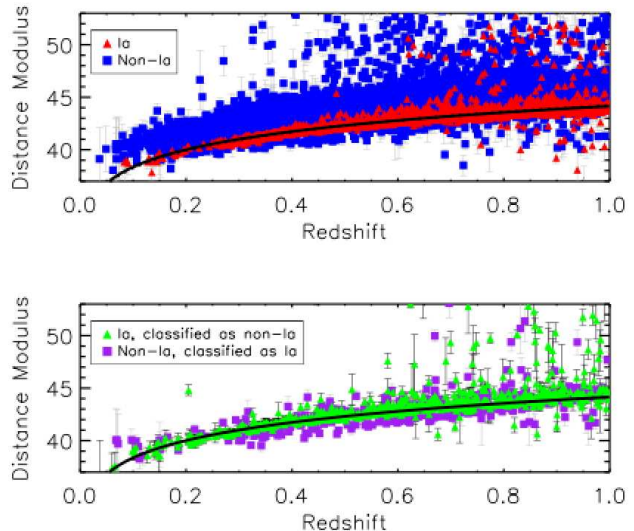 Distance Modulus
50
45
40
Ia
Non-Ia
0.0 0.2 0.4 0.6 0.8 1.0
Redshift
Distance Modulus
50
45
40
Ia, classified as non-Ia
Non-Ia, classified as Ia
0.0 0.2 0.4 0.6 0.8 1.0
Redshift